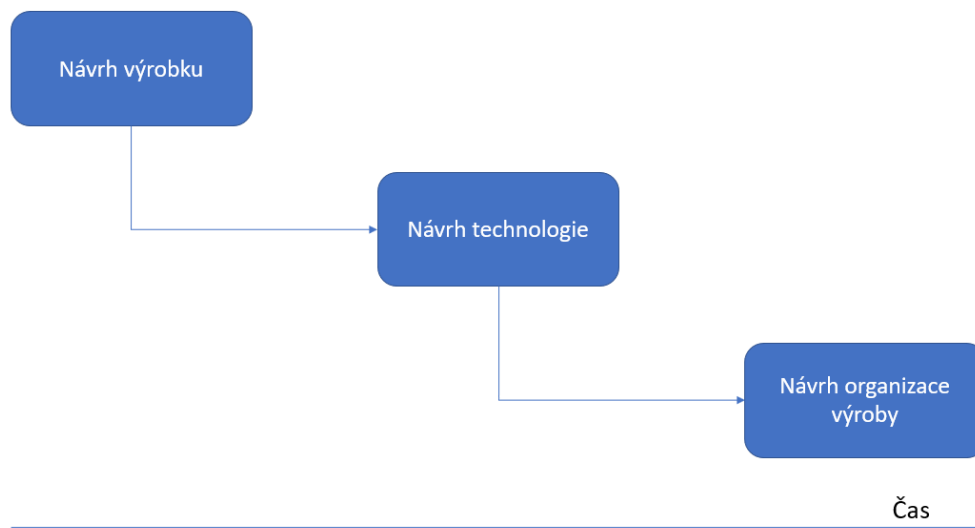 Návrh výrobku
Návrh technologie
Návrh organizace
výroby
Čas